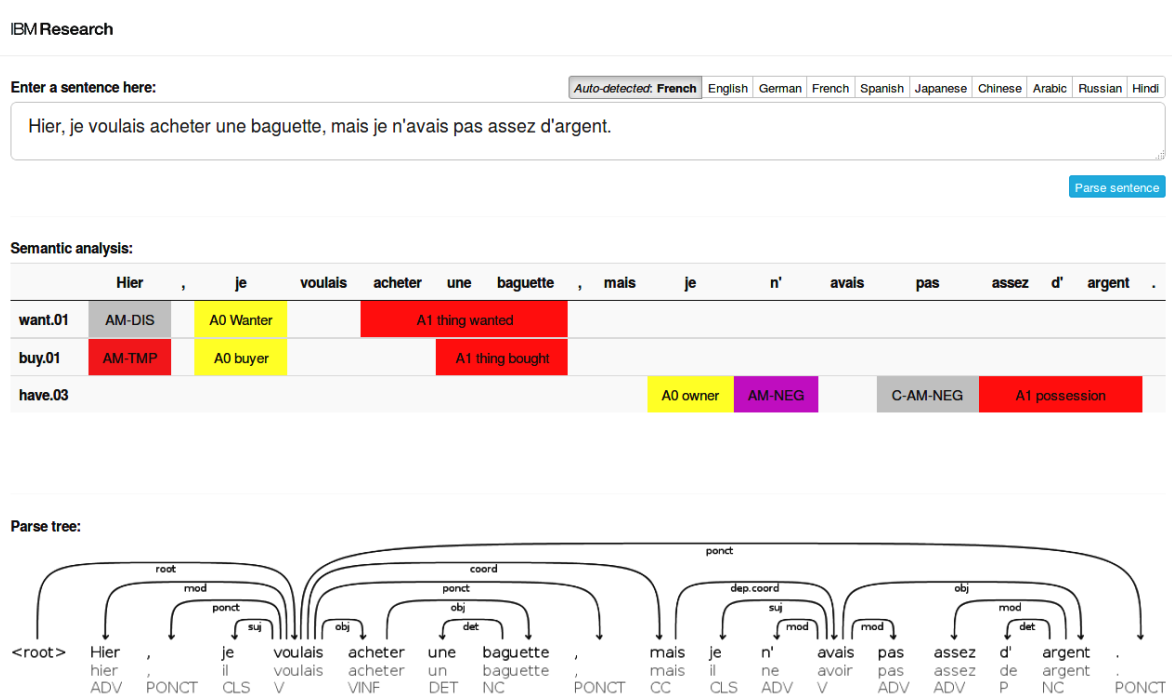 IBM Research
Enter a sentence here:
Auto-detected: French English German French Spanish Japanese Chinese Arabic Russian Hindi
Hier, je voulais acheter une baguette, mais je n'avais pas assez d'argent.
Parse sentence
Semantic analysis:
Hier , je voulais acheter une baguette , mais je n' avais pas assez d' argent .
want.01 AM-DIS A0 Wanter A1 thing wanted
buy.01 AM-TMP A0 buyer A1 thing bought
have.03 A0 owner AM-NEG C-AM-NEG A1 possession
Parse tree:
ponct
root coord
mod ponct dep.coord obj
ponct obj suj mod
suj obj det mod mod det
<root> Hier , je voulais acheter une baguette , mais je n' avais pas assez d' argent .
hier , il voulais acheter un baguette , mais il ne avoir pas assez de argent .
ADV PONCT CLS V VINF DET NC PONCT CC CLS ADV V ADV ADV P NC PONCT